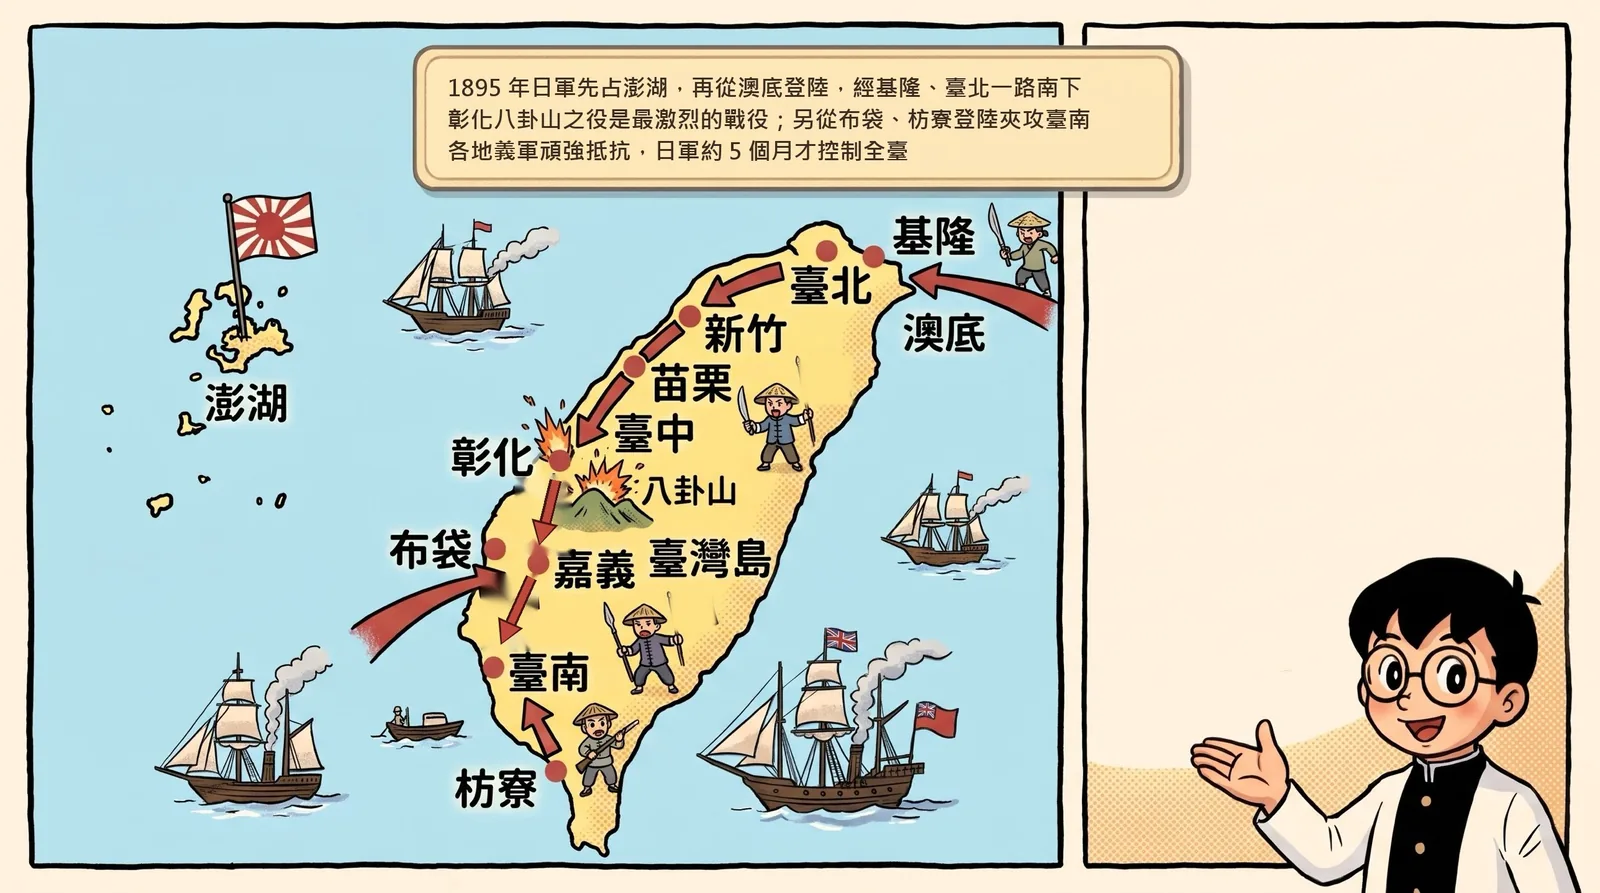 1895 年日軍先占澎湖，再從澳底登陸，經基隆、臺北一路南下
彰化八卦山之役是最激烈的戰役；另從布袋、枋寮登陸夾攻臺南
各地義軍頑強抵抗，日軍約 5 個月才控制全臺
基隆
臺北
澳底
新竹
苗栗
澎湖
臺中
彰化
八卦山
布袋
嘉義
臺灣島
臺南
枋寮